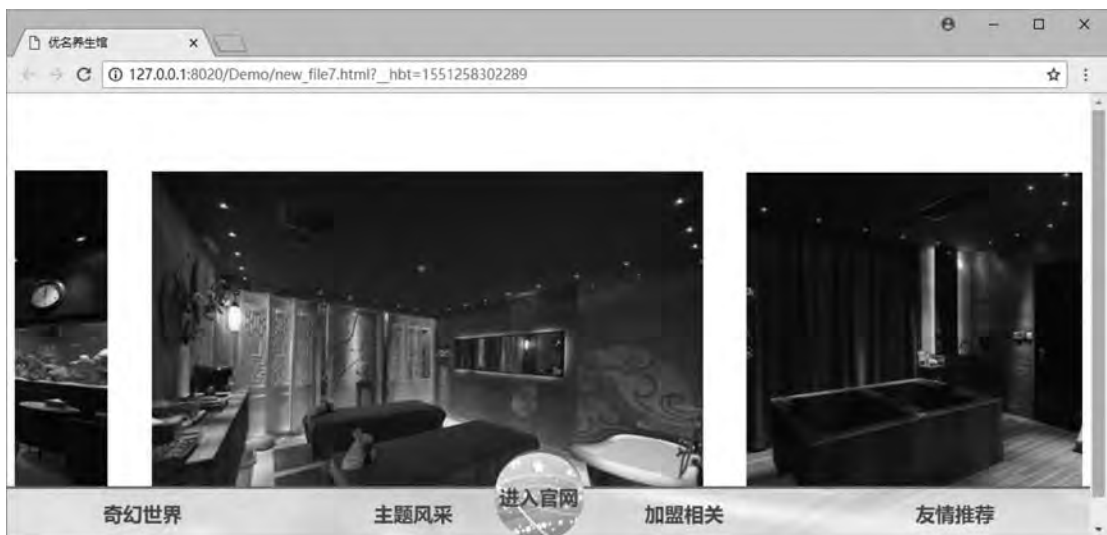 优名养生馆
127.0.0.1:8020/Demo/new_file7.html?__hbt=1551258302289
奇幻世界 主题风采 进入官网 加盟相关 友情推荐